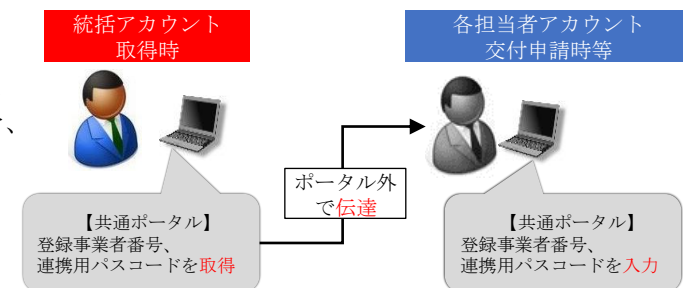 統括アカウント
取得時
各担当者アカウント
交付申請時等
、
ポータル外
で伝達
【共通ポータル】
登録事業者番号、
連携用パスコードを取得
【共通ポータル】
登録事業者番号、
連携用パスコードを入力